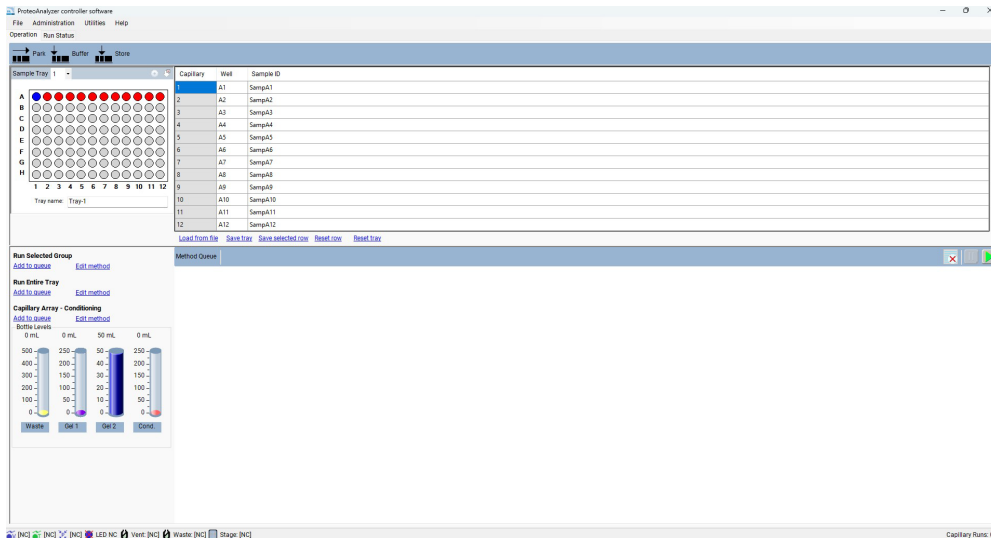 ProteoAnalyzer controller software
File Administration Utilities Help
Operation Run Status
Park Buffer Store
Sample Tray 1
A
B
C
D
E
F
G
H
1 2 3 4 5 6 7 8 9 10 11 12
Tray name: Tray-1
Capillary Well Sample ID
1 A1 SampA1
2 A2 SampA2
3 A3 SampA3
4 A4 SampA4
5 A5 SampA5
6 A6 SampA6
7 A7 SampA7
8 A8 SampA8
9 A9 SampA9
10 A10 SampA10
11 A11 SampA11
12 A12 SampA12
Load from file Save tray Save selected row Reset row Reset tray
Run Selected Group
Add to queue Edit method
Run Entire Tray
Add to queue Edit method
Capillary Array - Conditioning
Add to queue Edit method
Method Queue
Bottle Levels
0 mL 0 mL 50 mL 0 mL
500 250 50 250
400 200 40 200
300 150 30 150
200 100 20 100
100 50 10 50
0 0 0 0
Waste Gel 1 Gel 2 Cond.
[NC] [NC] [NC] LED NC Vent: [NC] Waste: [NC] Stage: [NC]
Capillary Runs: